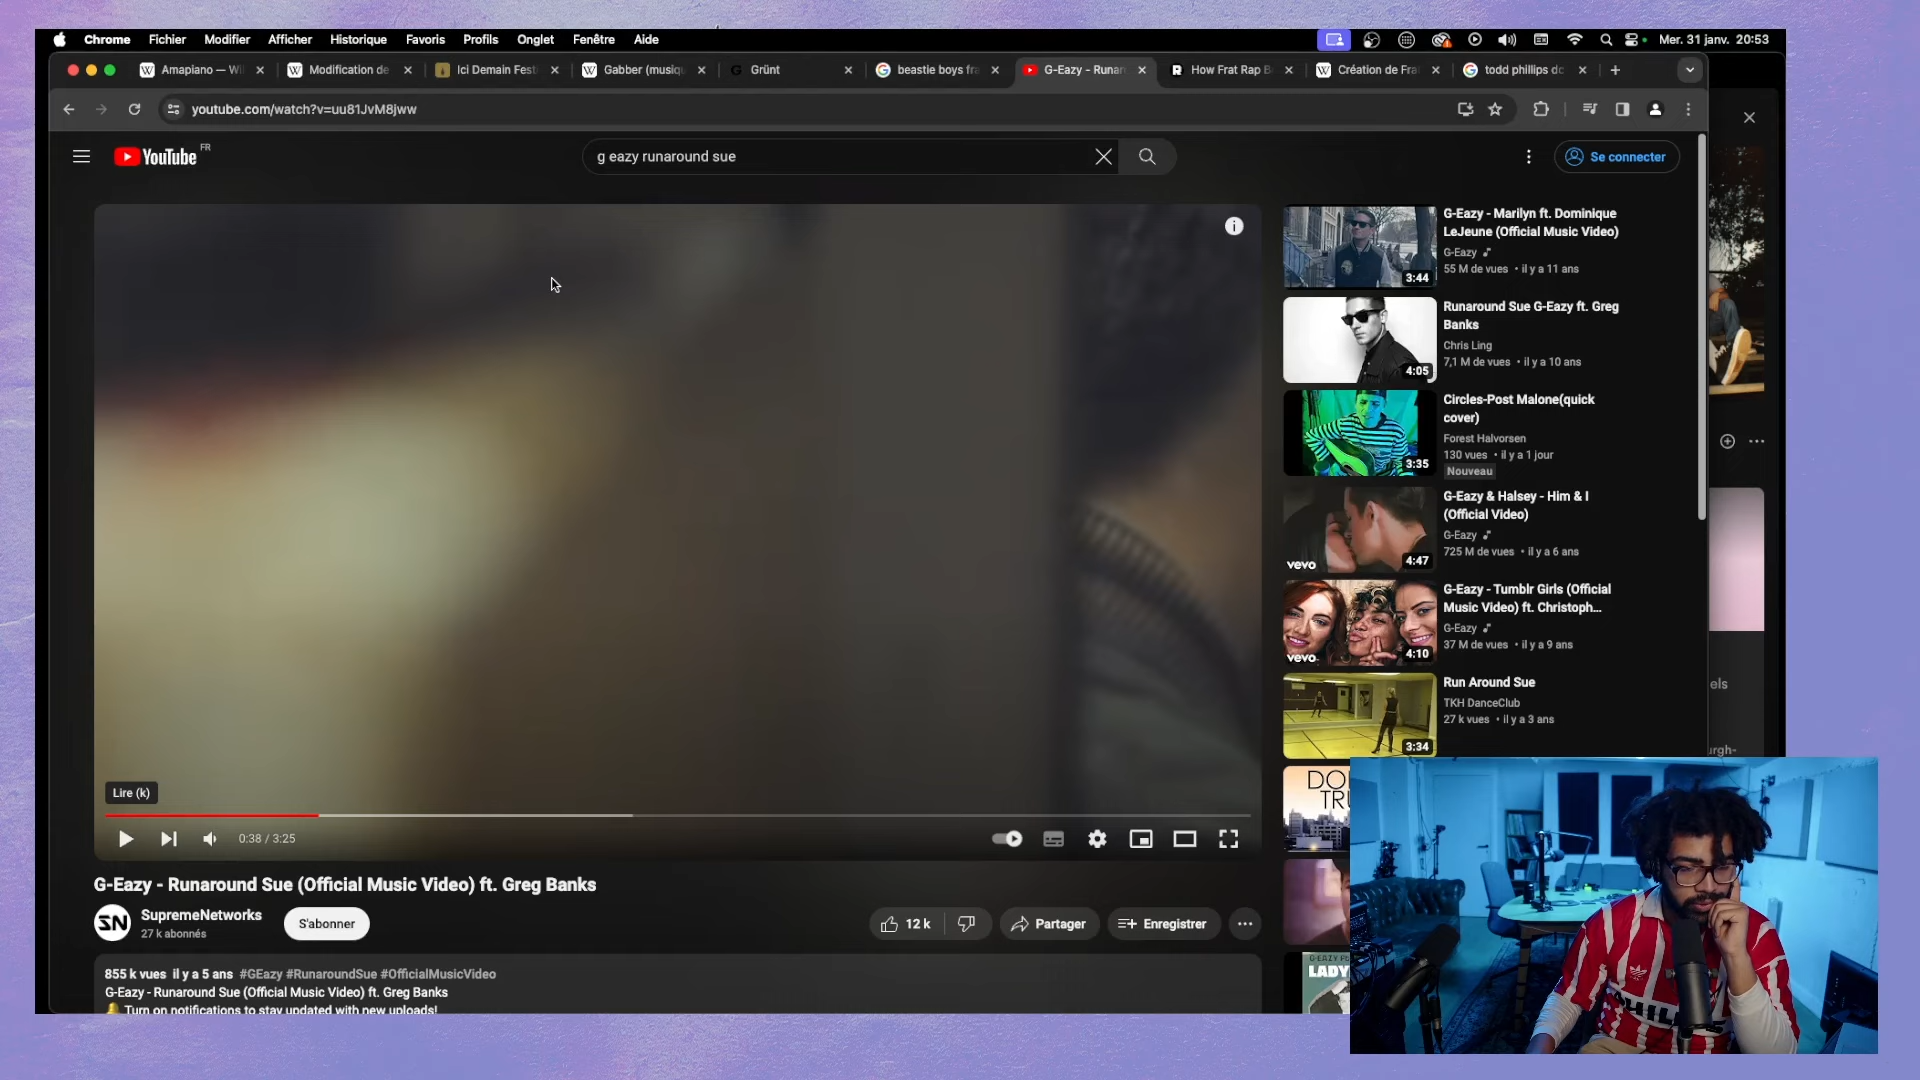 Chrome Fichier Modifier Afficher Historique Favoris Profils Onglet Fenêtre Aide Mer. 31 janv. 20:53
Amapiano — Wi
Modification de
Ici Demain Fest
Gabber (musiq
Grünt
beastie boys fra
G-Eazy - Runar
How Frat Rap B
Création de Fra
todd phillips do
youtube.com/watch?v=uu81JvM8jww
YouTube FR
g eazy runaround sue
Se connecter
Lire (k)
0:38 / 3:25
G-Eazy - Runaround Sue (Official Music Video) ft. Greg Banks
SN
SupremeNetworks
27 k abonnés
S'abonner
12 k
Partager
Enregistrer
855 k vues il y a 5 ans #GEazy #RunaroundSue #OfficialMusicVideo
G-Eazy - Runaround Sue (Official Music Video) ft. Greg Banks
Turn on notifications to stay updated with new uploads!
3:44
G-Eazy - Marilyn ft. Dominique
LeJeune (Official Music Video)
G-Eazy
55 M de vues • il y a 11 ans
4:05
Runaround Sue G-Eazy ft. Greg
Banks
Chris Ling
7,1 M de vues • il y a 10 ans
3:35
Circles-Post Malone(quick
cover)
Forest Halvorsen
130 vues • il y a 1 jour
Nouveau
vevo
4:47
G-Eazy & Halsey - Him & I
(Official Video)
G-Eazy
725 M de vues • il y a 6 ans
vevo
4:10
G-Eazy - Tumblr Girls (Official
Music Video) ft. Christoph...
G-Eazy
37 M de vues • il y a 9 ans
3:34
Run Around Sue
TKH DanceClub
27 k vues • il y a 3 ans
DO
TRU
LADY
els
urgh-